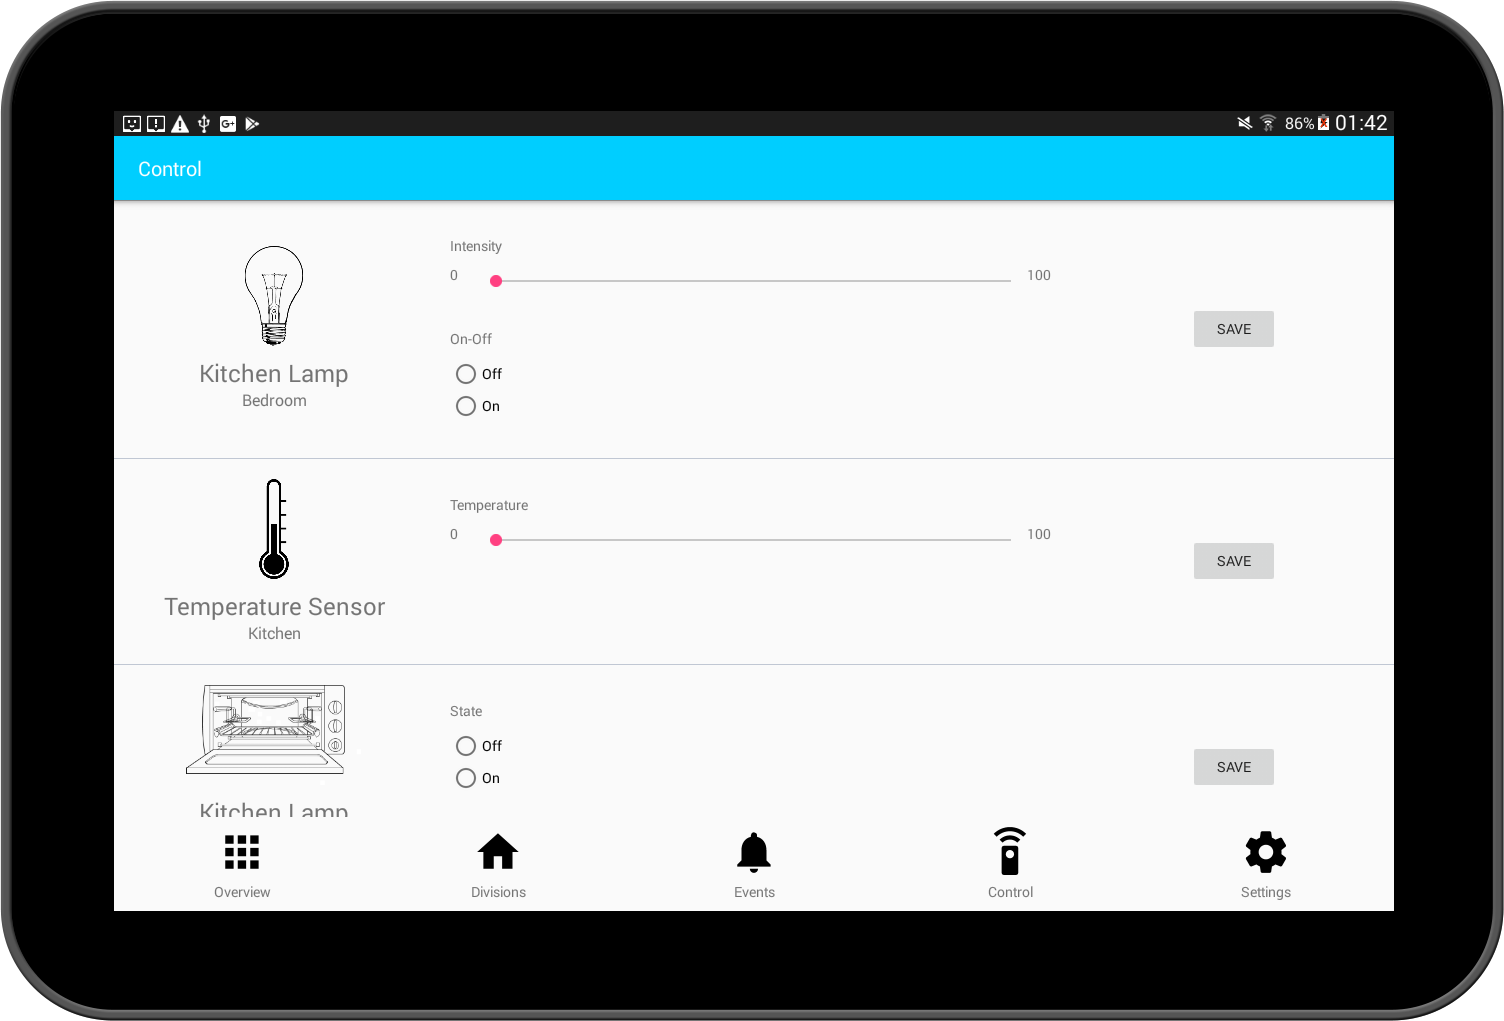 86% 01:42
Control
Intensity
0 100
On-Off
Off
On
SAVE
Kitchen Lamp
Bedroom
Temperature
0 100
SAVE
Temperature Sensor
Kitchen
State
Off
On
SAVE
Kitchen Lamp
Overview Divisions Events Control Settings